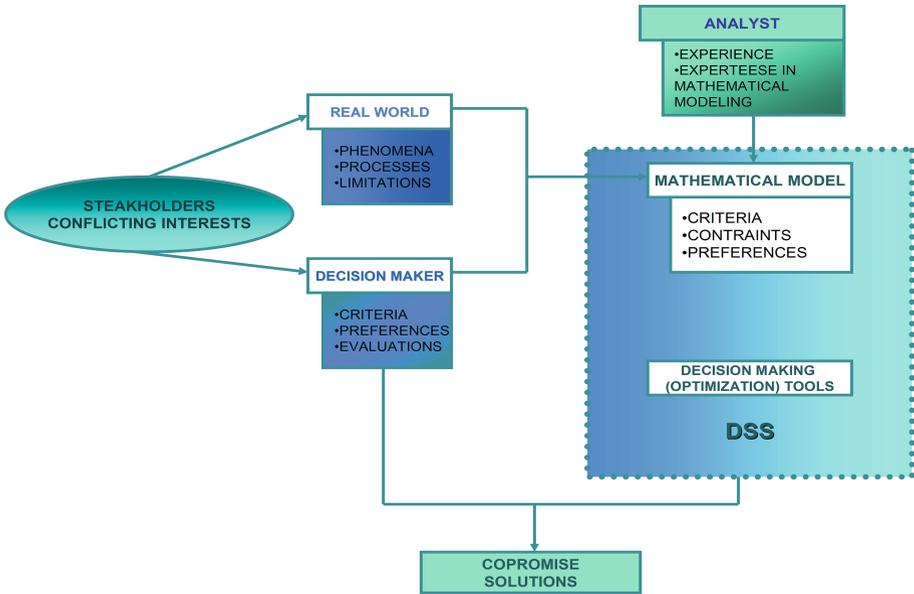 ANALYST
•EXPERIENCE
•EXPERTEESE IN
MATHEMATICAL
MODELING
REAL WORLD
•PHENOMENA
•PROCESSES
•LIMITATIONS
STEAKHOLDERS
CONFLICTING INTERESTS
DECISION MAKER
•CRITERIA
•PREFERENCES
•EVALUATIONS
MATHEMATICAL MODEL
•CRITERIA
•CONTRAINTS
•PREFERENCES
DECISION MAKING
(OPTIMIZATION) TOOLS
DSS
COPROMISE
SOLUTIONS